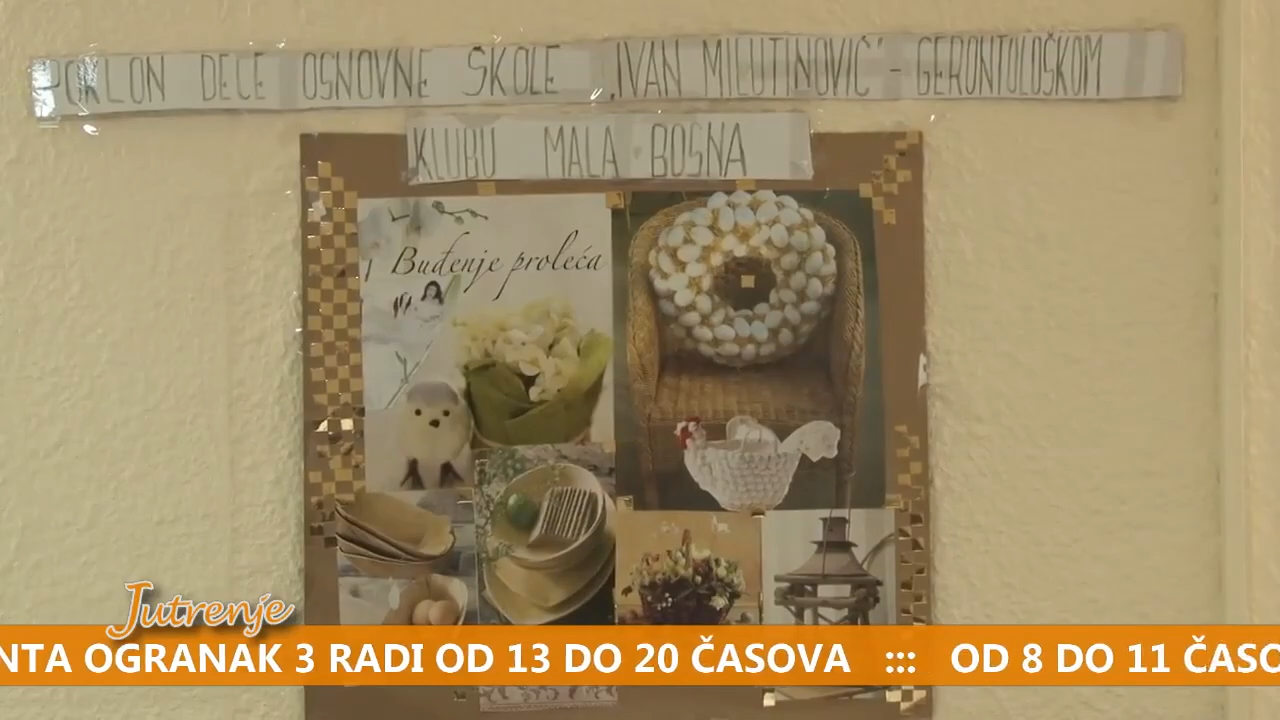 POKLON DECE OSNOVNE ŠKOLE „IVAN MILUTINOVIĆ" - GERONTOLOŠKOM
KLUBU MALA BOSNA
Buđenje proleća
Jutrenje
NTA OGRANAK 3 RADI OD 13 DO 20 ČASOVA ::: OD 8 DO 11 ČASO